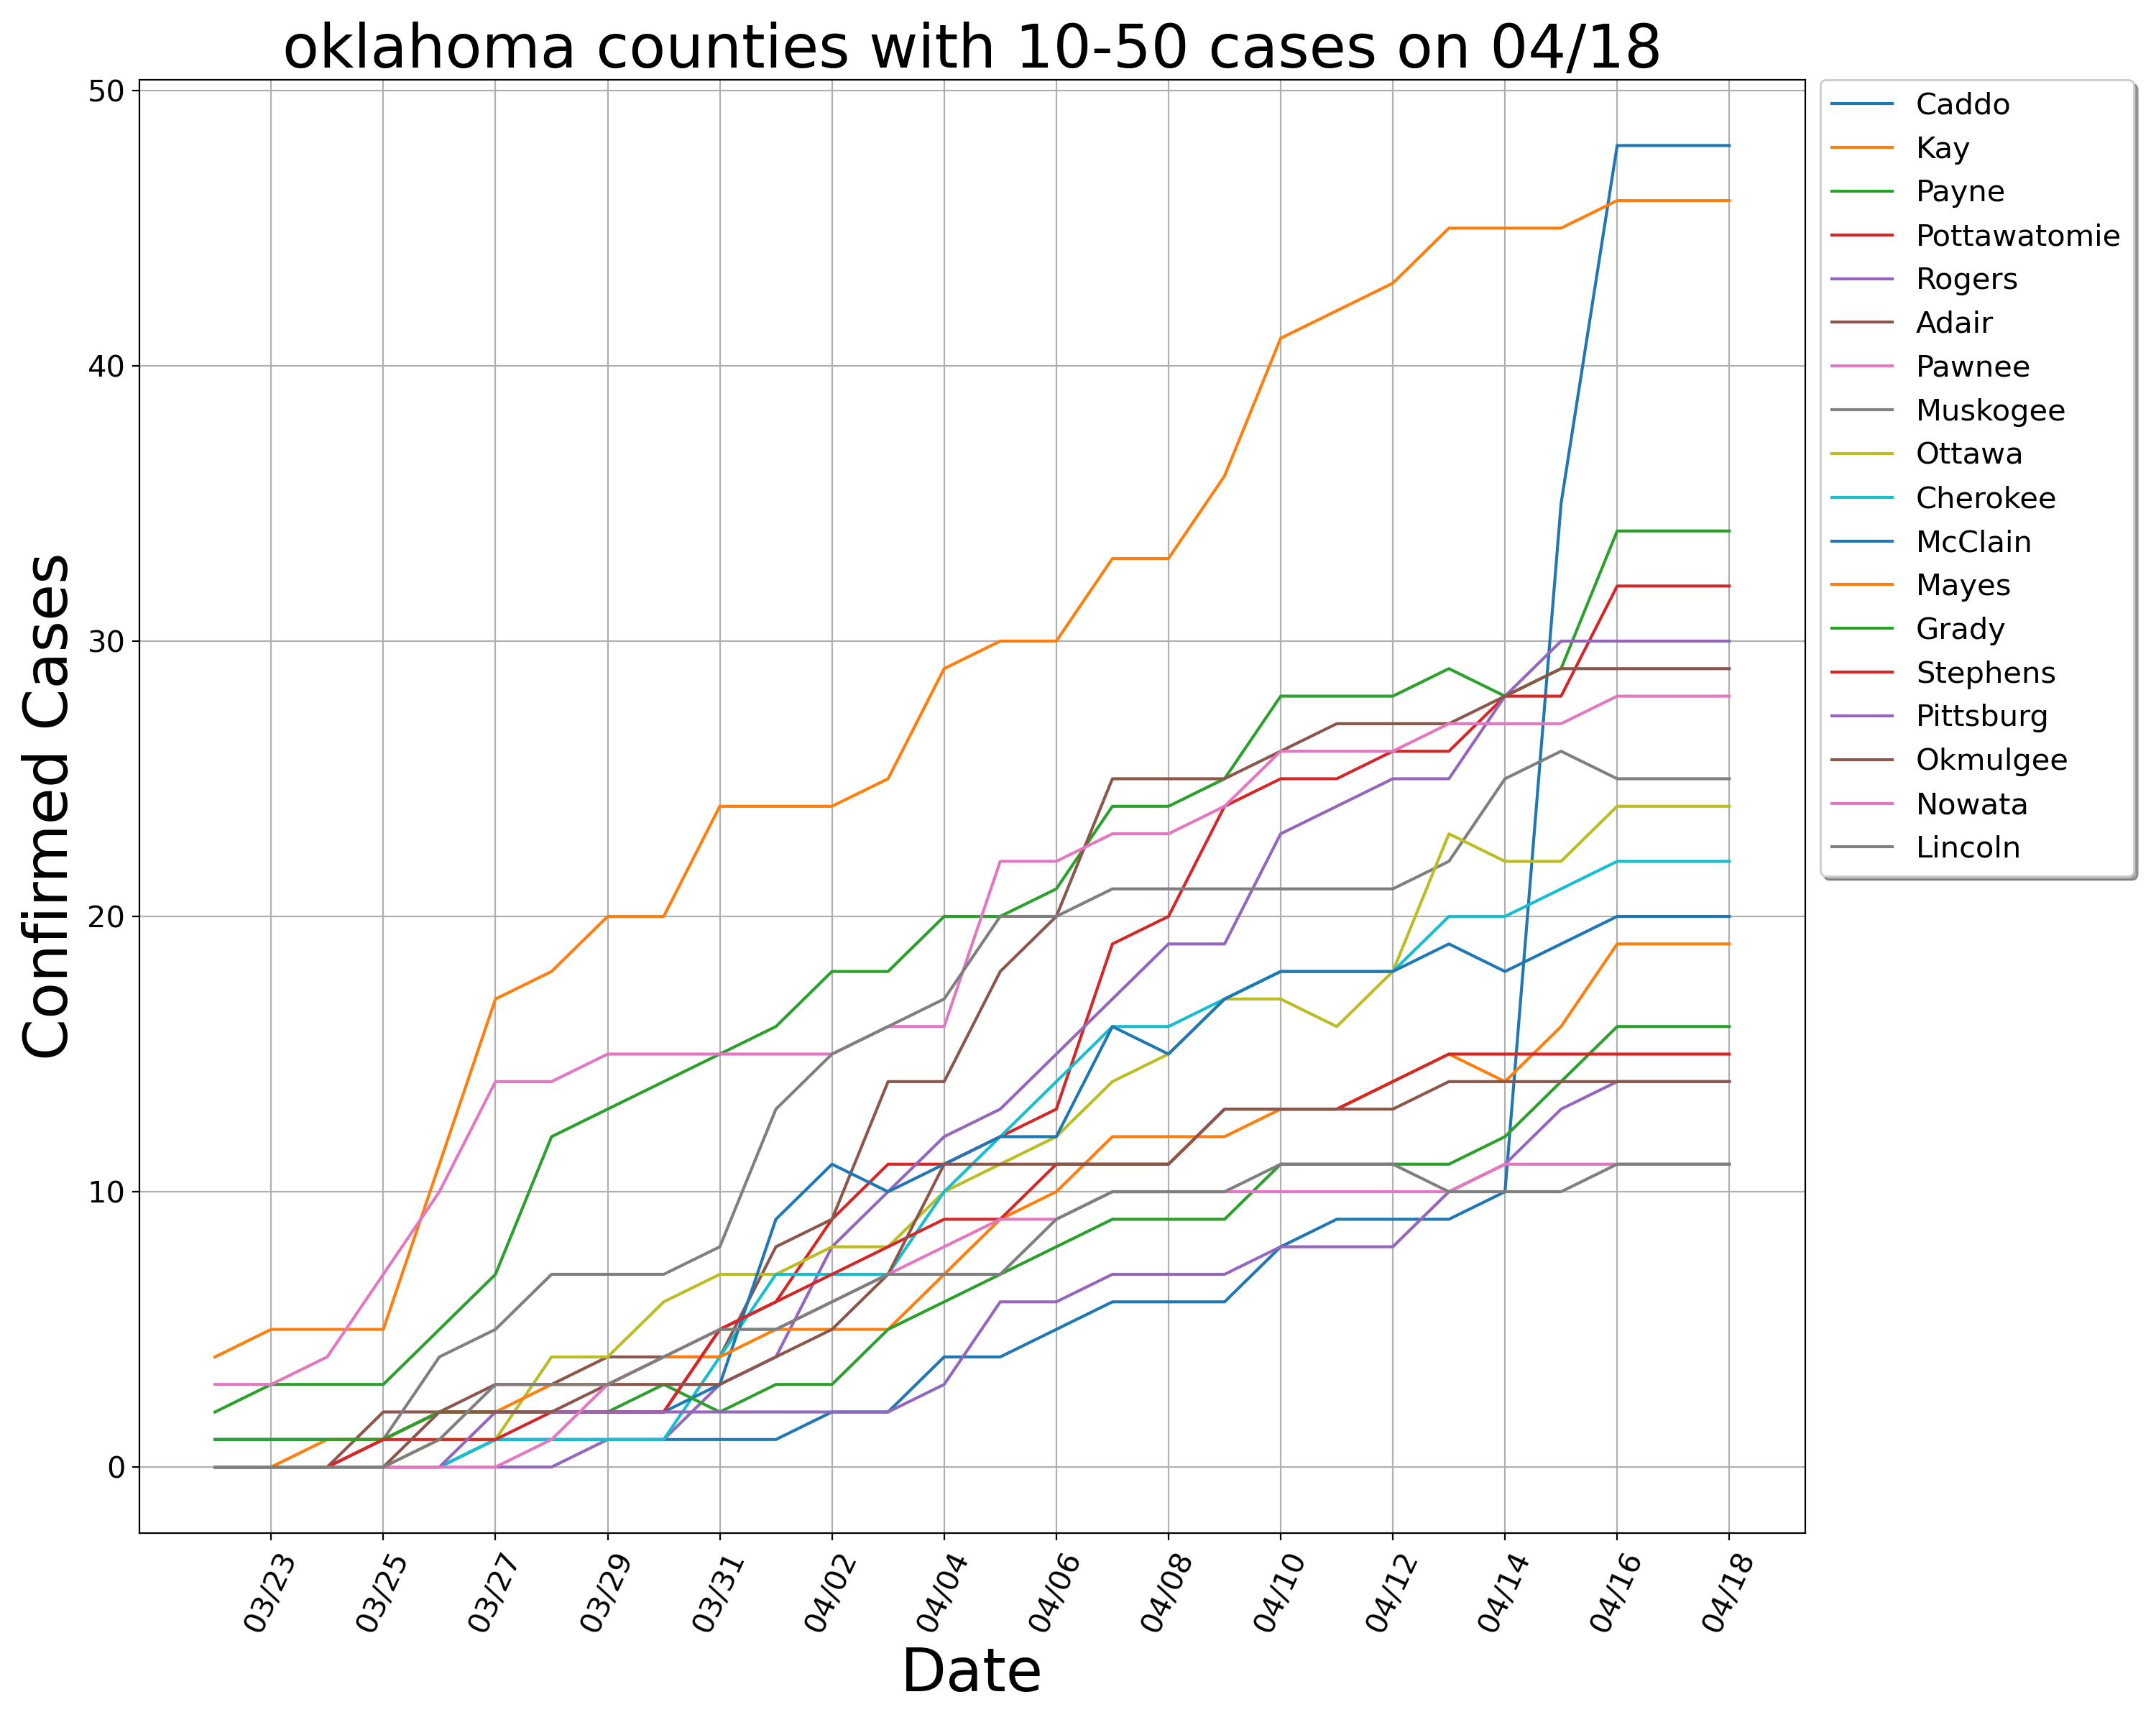 oklahoma counties with 10-50 cases on 04/18
50
40
30
20
10
0
Confirmed Cases
03/23
03/25
03/27
03/29
03/31
04/02
04/04
04/06
04/08
04/10
04/12
04/14
04/16
04/18
Date
Caddo
Kay
Payne
Pottawatomie
Rogers
Adair
Pawnee
Muskogee
Ottawa
Cherokee
McClain
Mayes
Grady
Stephens
Pittsburg
Okmulgee
Nowata
Lincoln